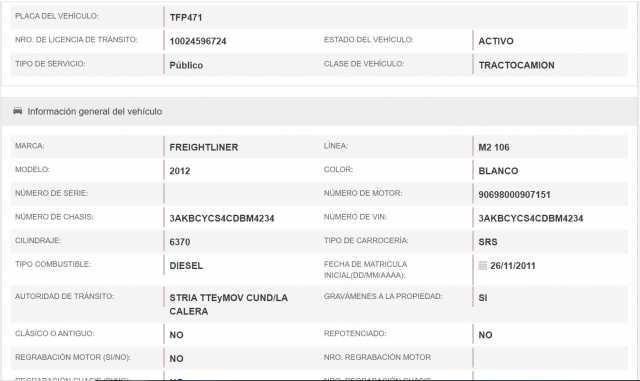 PLACA DEL VEHÍCULO: TFP471
NRO. DE LICENCIA DE TRÁNSITO: 10024596724 ESTADO DEL VEHÍCULO: ACTIVO
TIPO DE SERVICIO: Público CLASE DE VEHÍCULO: TRACTOCAMION
Información general del vehículo
MARCA: FREIGHTLINER LÍNEA: M2 106
MODELO: 2012 COLOR: BLANCO
NÚMERO DE SERIE: NÚMERO DE MOTOR: 90698000907151
NÚMERO DE CHASIS: 3AKBCYCS4CDBM4234 NÚMERO DE VIN: 3AKBCYCS4CDBM4234
CILINDRAJE: 6370 TIPO DE CARROCERÍA: SRS
TIPO COMBUSTIBLE: DIESEL FECHA DE MATRICULA 26/11/2011
INICIAL(DD/MM/AAAA):
AUTORIDAD DE TRÁNSITO: STRIA TTEyMOV CUND/LA GRAVÁMENES A LA PROPIEDAD: SI
CALERA
CLÁSICO O ANTIGUO: NO REPOTENCIADO: NO
REGRABACIÓN MOTOR (SI/NO): NO NRO. REGRABACIÓN MOTOR